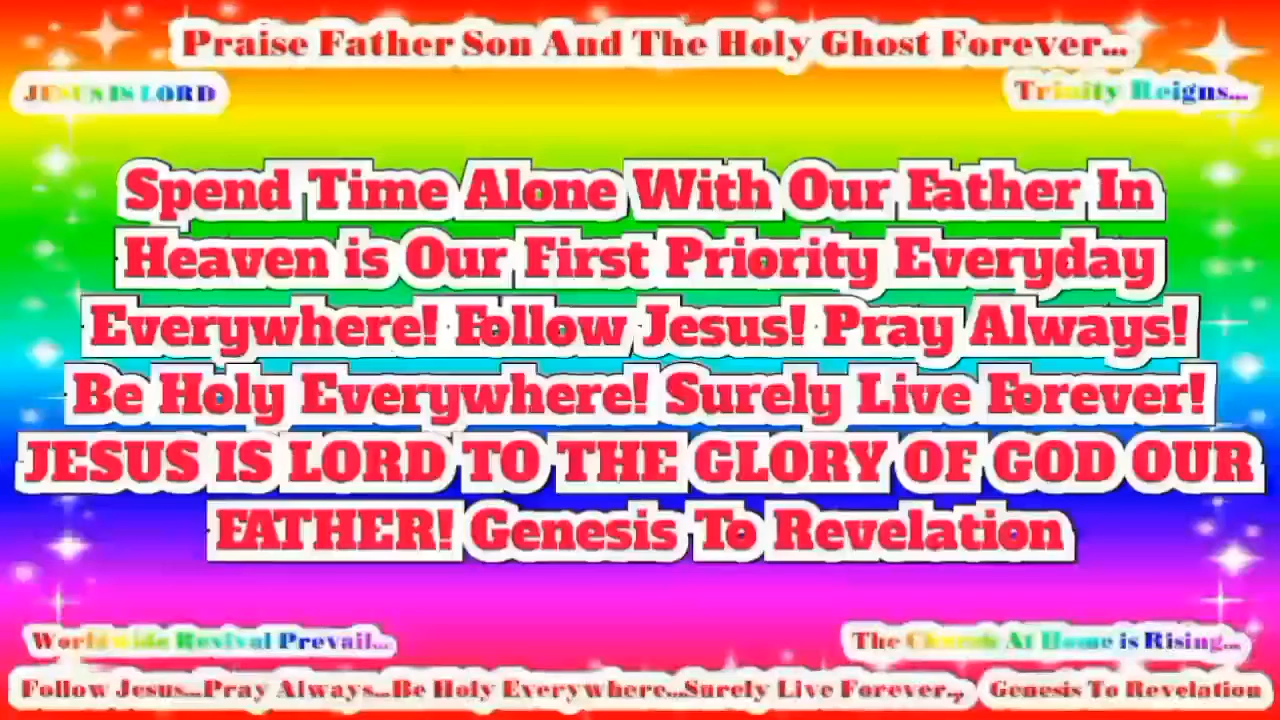 Praise Father Son And The Holy Ghost Forever...
JESUS IS LORD
Trinity Reigns...
Spend Time Alone With Our Father In
Heaven is Our First Priority Everyday
Everywhere! Follow Jesus! Pray Always!
Be Holy Everywhere! Surely Live Forever!
JESUS IS LORD TO THE GLORY OF GOD OUR
FATHER! Genesis To Revelation
Worldwide Revival Prevail...
The Church At Home is Rising...
Follow Jesus...Pray Always...Be Holy Everywhere...Surely Live Forever..,
Genesis To Revelation